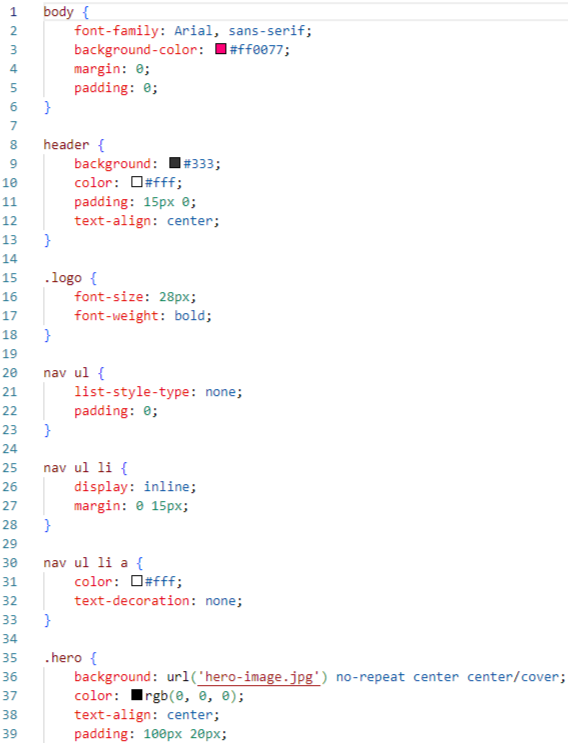 1 body {
2     font-family: Arial, sans-serif;
3     background-color: #ff0077;
4     margin: 0;
5     padding: 0;
6 }
7
8 header {
9     background: #333;
10     color: #fff;
11     padding: 15px 0;
12     text-align: center;
13 }
14
15 .logo {
16     font-size: 28px;
17     font-weight: bold;
18 }
19
20 nav ul {
21     list-style-type: none;
22     padding: 0;
23 }
24
25 nav ul li {
26     display: inline;
27     margin: 0 15px;
28 }
29
30 nav ul li a {
31     color: #fff;
32     text-decoration: none;
33 }
34
35 .hero {
36     background: url('hero-image.jpg') no-repeat center center/cover;
37     color: rgb(0, 0, 0);
38     text-align: center;
39     padding: 100px 20px;